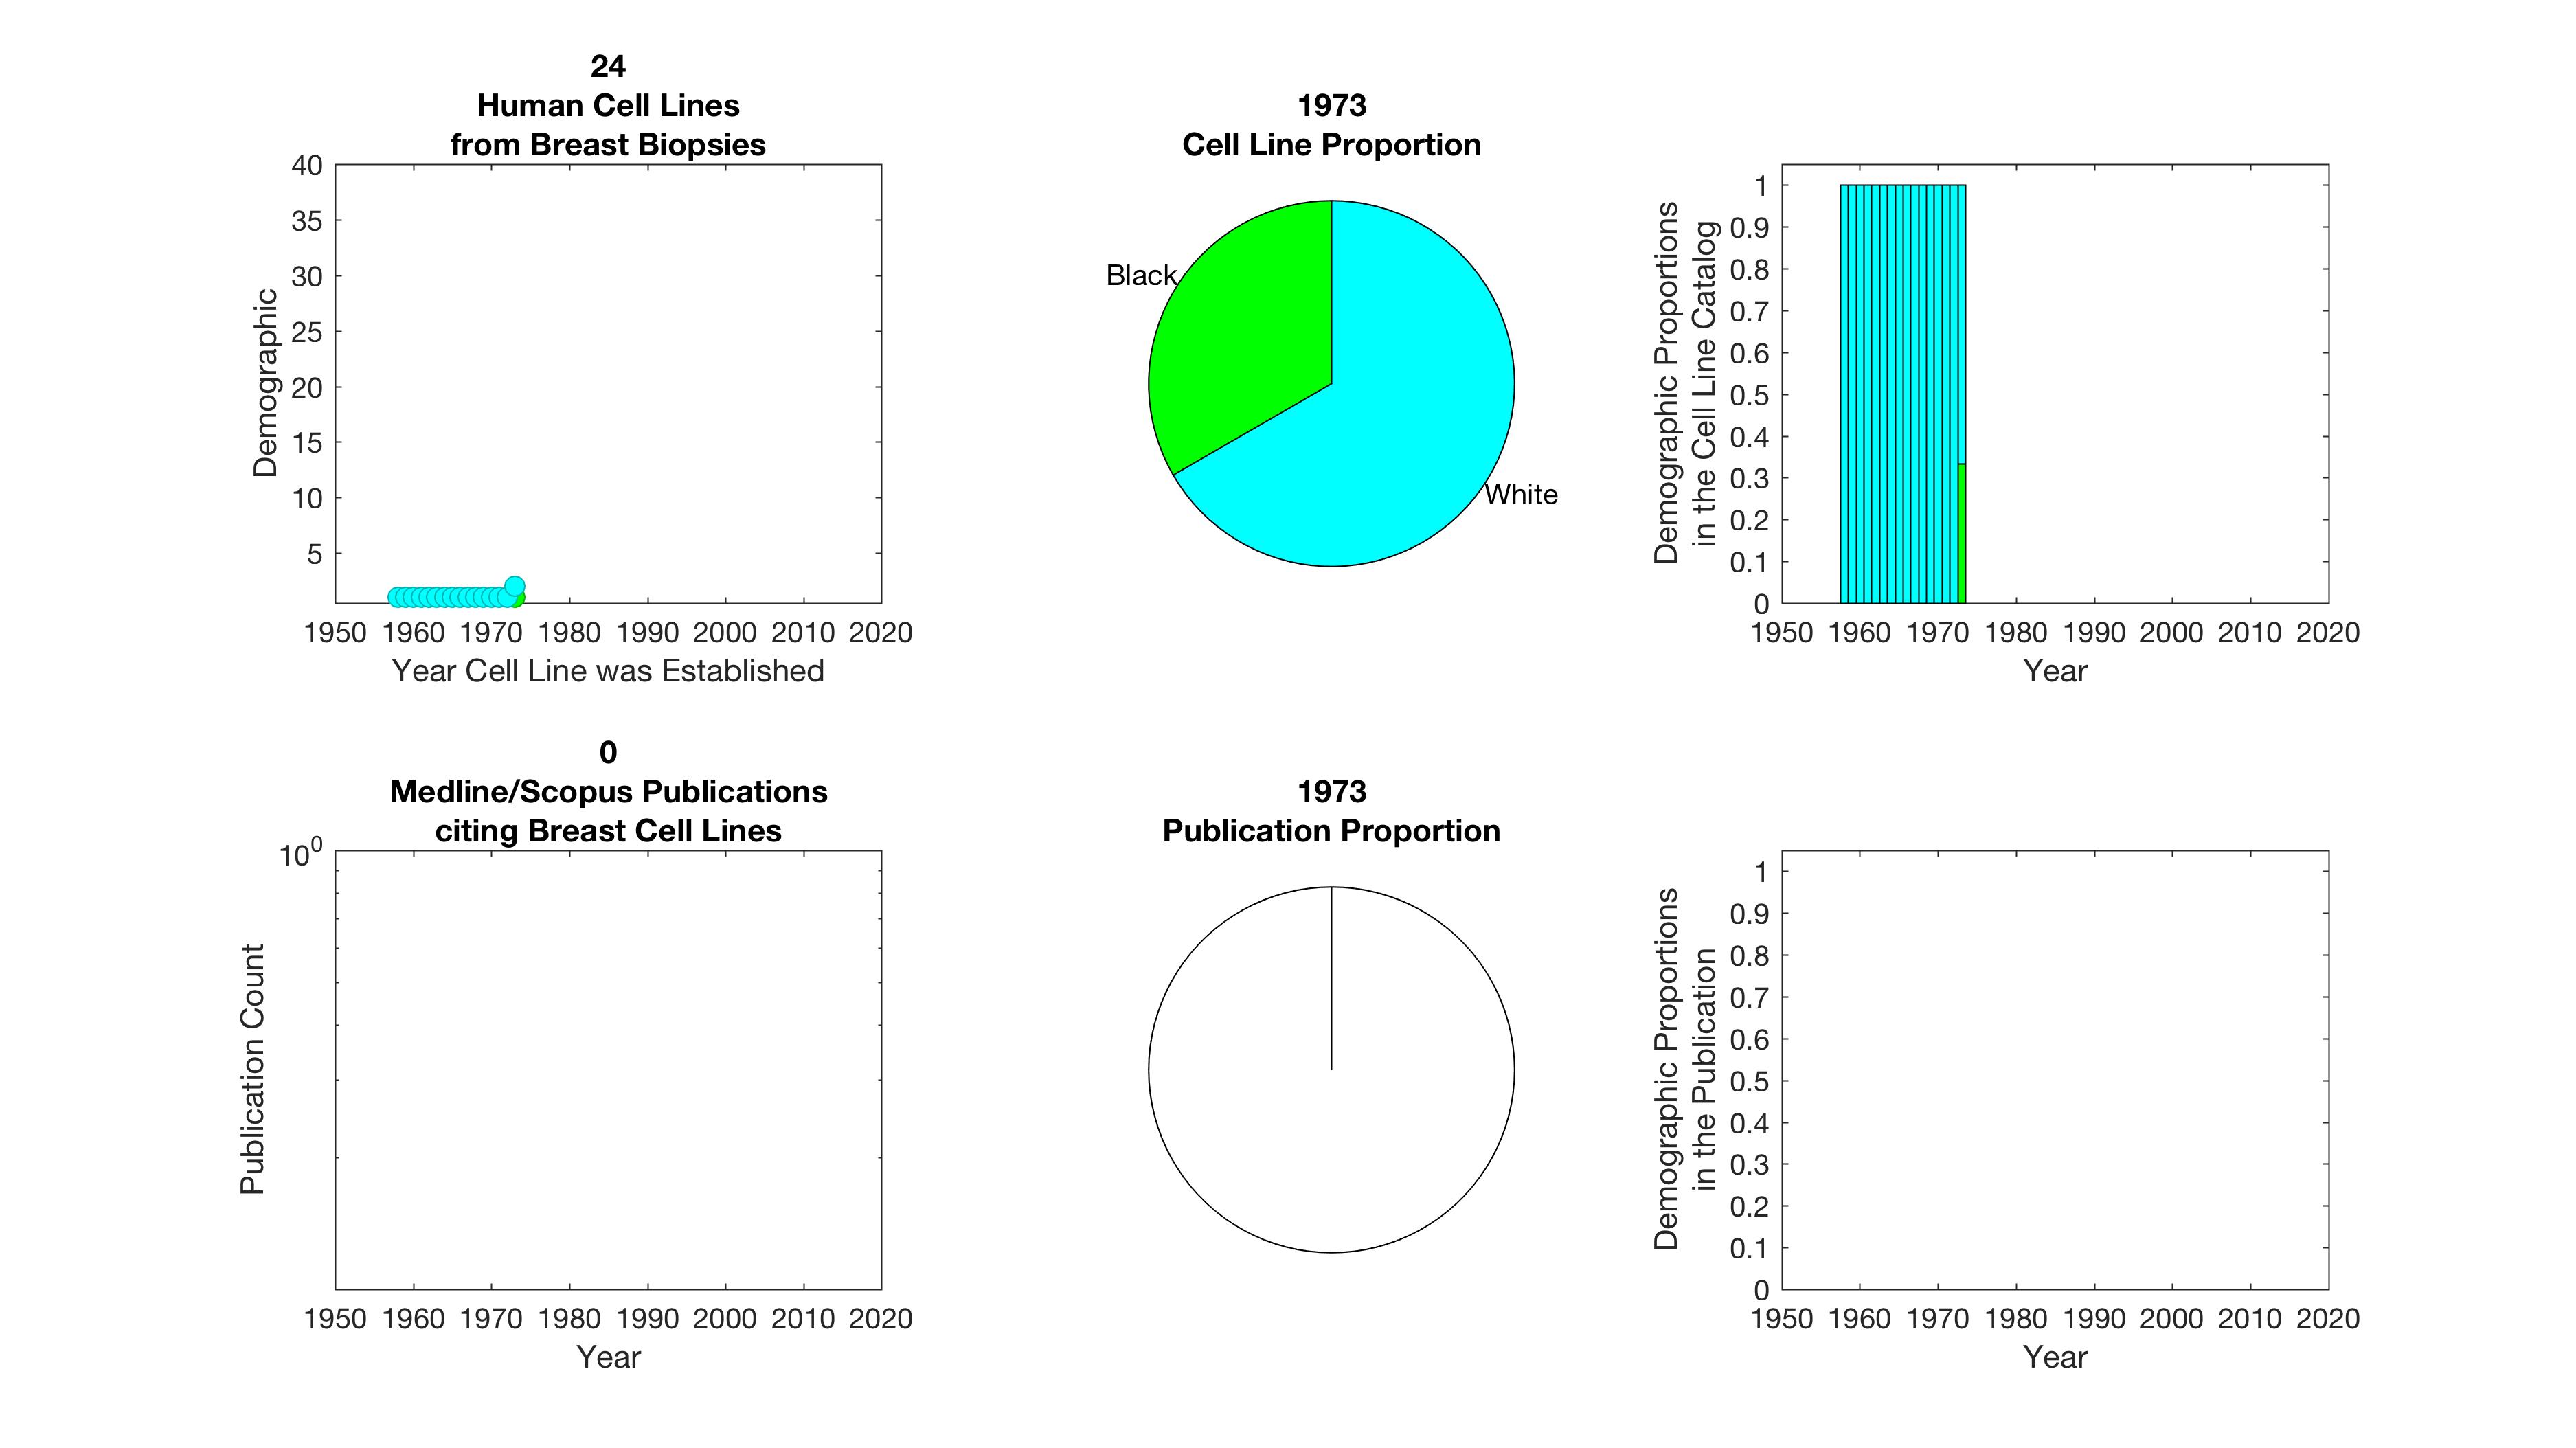 24
Human Cell Lines
from Breast Biopsies
40
35
30
25
20
15
10
5
Demographic
1950 1960 1970 1980 1990 2000 2010 2020
Year Cell Line was Established
1973
Cell Line Proportion
Black
White
Demographic Proportions
in the Cell Line Catalog
1
0.9
0.8
0.7
0.6
0.5
0.4
0.3
0.2
0.1
0
1950 1960 1970 1980 1990 2000 2010 2020
Year
0
Medline/Scopus Publications
citing Breast Cell Lines
10⁰
Publication Count
1950 1960 1970 1980 1990 2000 2010 2020
Year
1973
Publication Proportion
Demographic Proportions
in the Publication
1
0.9
0.8
0.7
0.6
0.5
0.4
0.3
0.2
0.1
0
1950 1960 1970 1980 1990 2000 2010 2020
Year